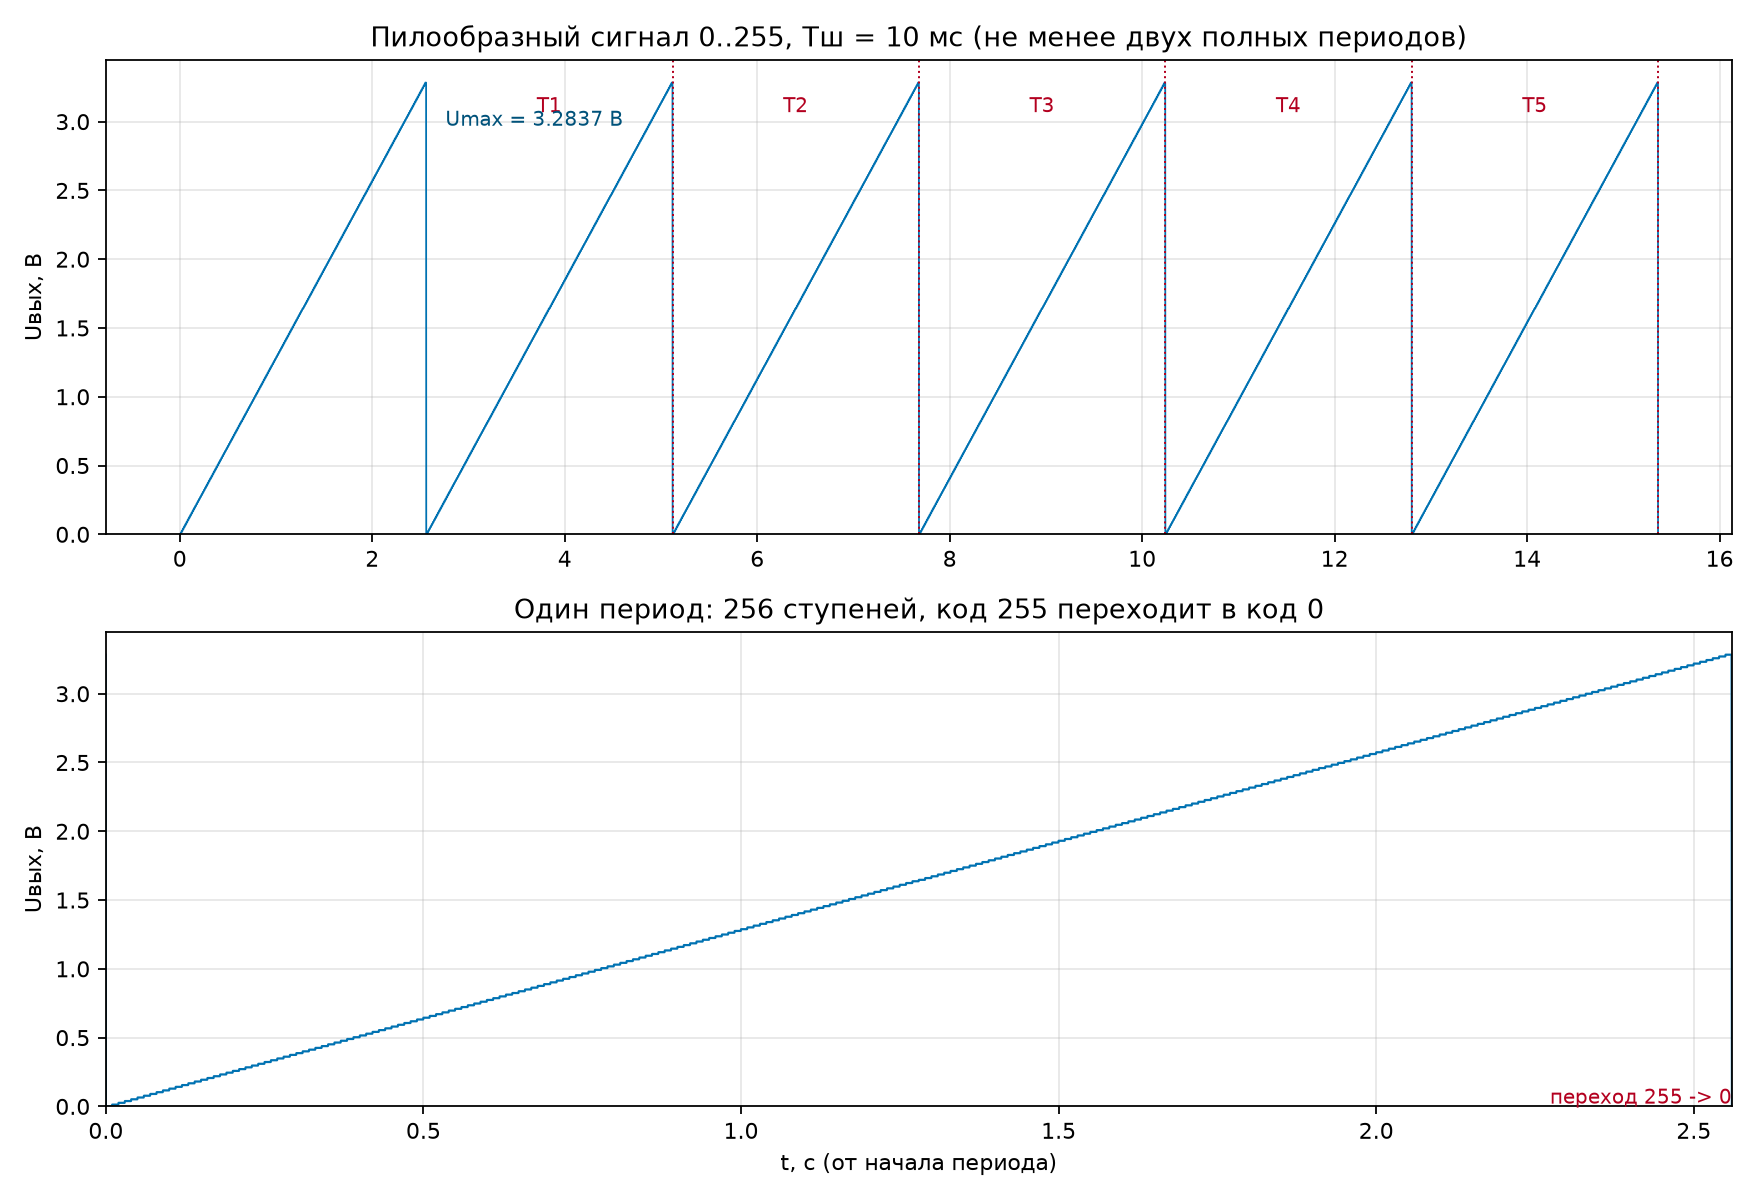 Пилообразный сигнал 0..255, Тш = 10 мс (не менее двух полных периодов)
Uвых, В
3.0
2.5
2.0
1.5
1.0
0.5
0.0
T1
T2
T3
T4
T5
Umax = 3.2837 В
0 2 4 6 8 10 12 14 16
Один период: 256 ступеней, код 255 переходит в код 0
Uвых, В
3.0
2.5
2.0
1.5
1.0
0.5
0.0
переход 255 -> 0
0.0 0.5 1.0 1.5 2.0 2.5
t, с (от начала периода)